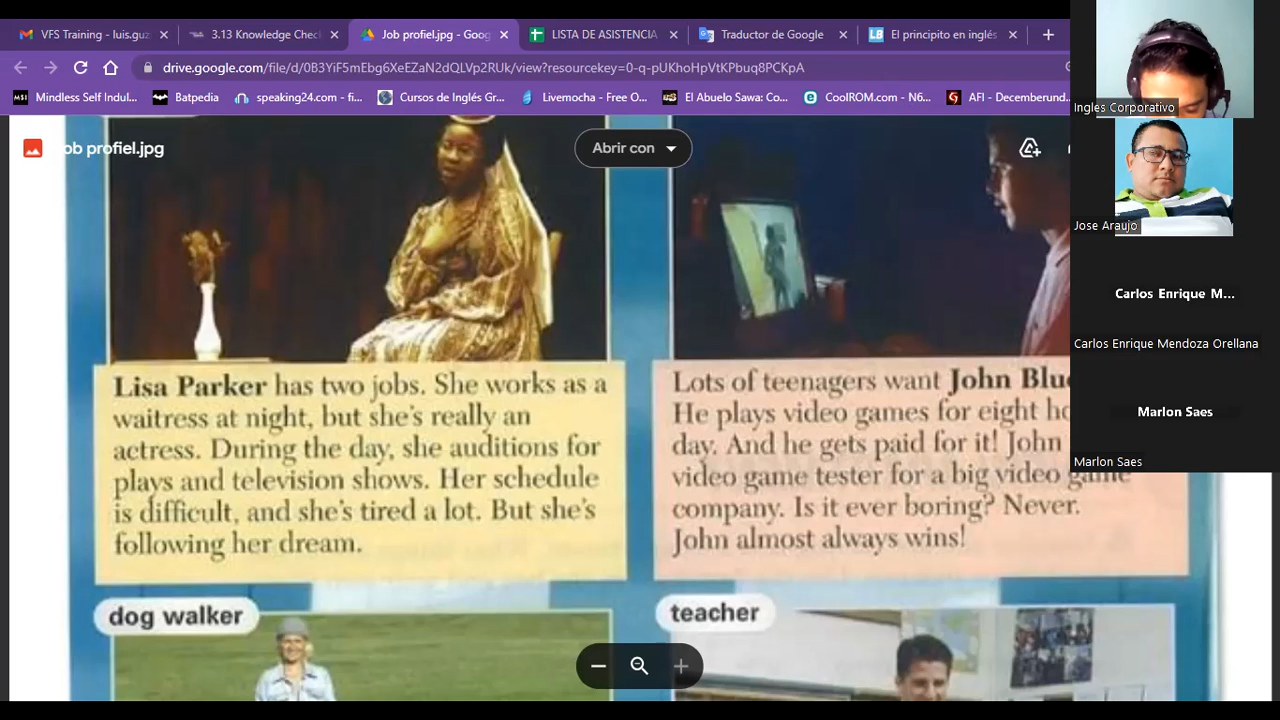 VFS Training - luis.guz
3.13 Knowledge Chec
Job profiel.jpg - Goog
LISTA DE ASISTENCIA
Traductor de Google
El principito en inglés
drive.google.com/file/d/0B3YiF5mEbg6XeEZaN2dQLVp2RUk/view?resourcekey=0-q-pUKhoHpVtKPbuq8PCKpA
Mindless Self Indul...
Batpedia
speaking24.com - fi...
Cursos de Inglés Gr...
Livemocha - Free O...
El Abuelo Sawa: Co...
CoolROM.com - N6...
AFI - Decemberund...
Job profiel.jpg
Abrir con
Lisa Parker has two jobs. She works as a
waitress at night, but she's really an
actress. During the day, she auditions for
plays and television shows. Her schedule
is difficult, and she's tired a lot. But she's
following her dream.
Lots of teenagers want John Blu
He plays video games for eight ho
day. And he gets paid for it! John
video game tester for a big video game
company. Is it ever boring? Never.
John almost always wins!
dog walker
teacher
Ingles Corporativo
Jose Araujo
Carlos Enrique M...
Carlos Enrique Mendoza Orellana
Marlon Saes
Marlon Saes